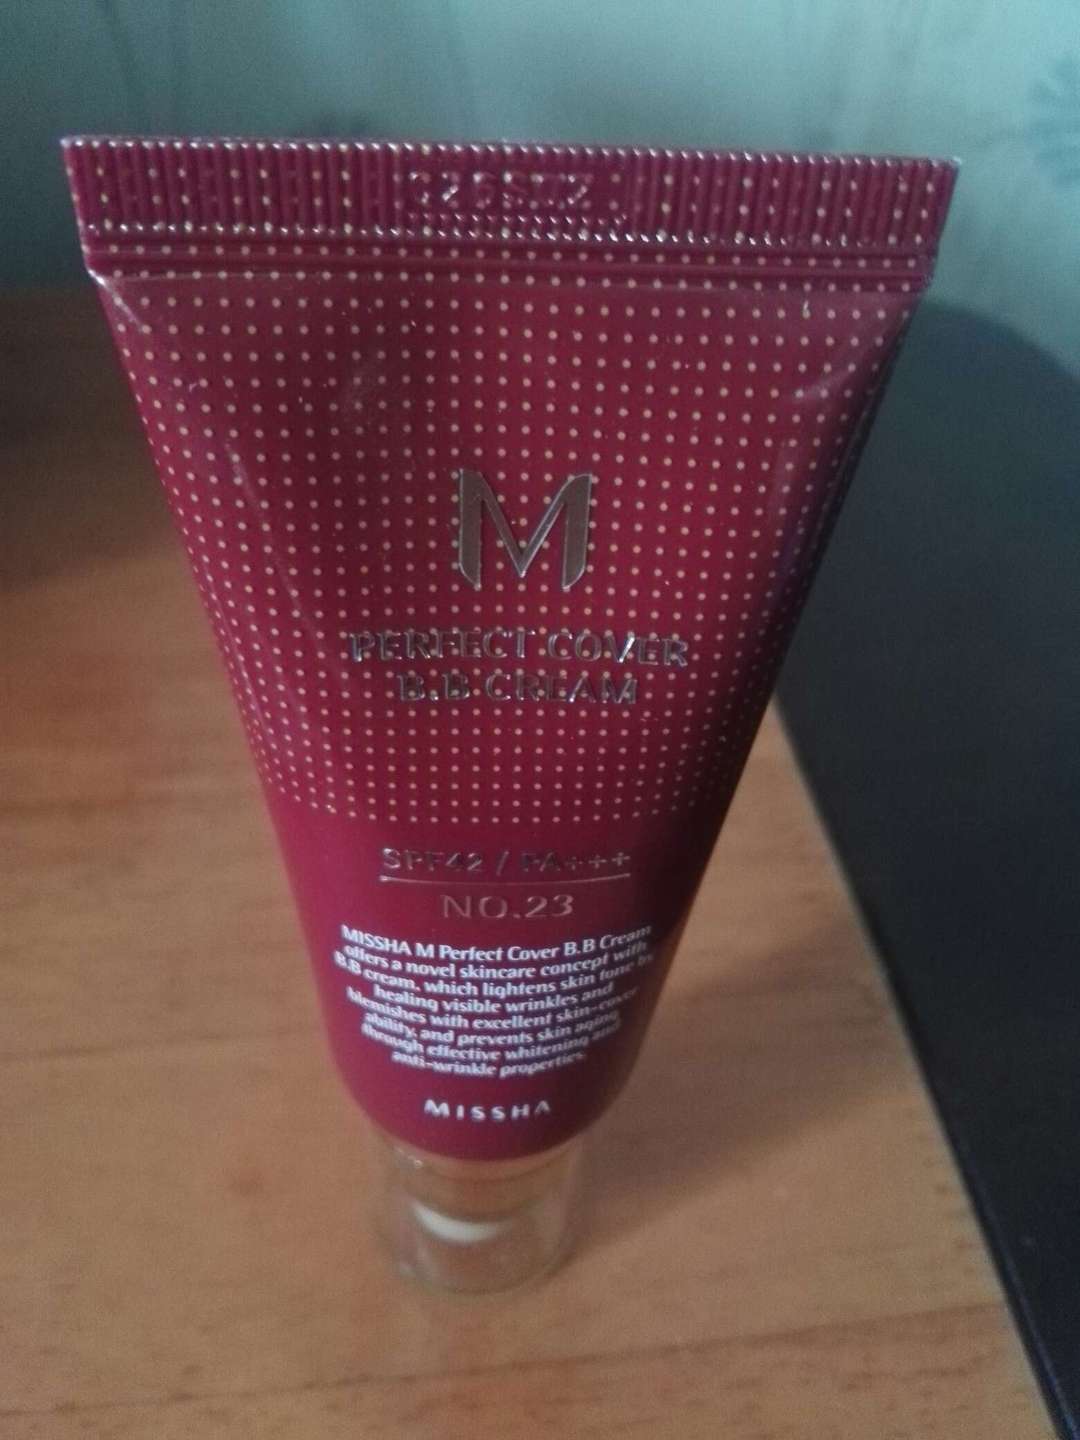 M
PERFECT COVER
B.B CREAM
SPF42 / PA+++
NO.23
MISSHA M Perfect Cover B.B Cream
offers a novel skincare concept with
B.B cream, which lightens skin tone by
healing visible wrinkles and
blemishes with excellent skin-cover
ability, and prevents skin aging
through effective whitening and
anti-wrinkle properties.
MISSHA